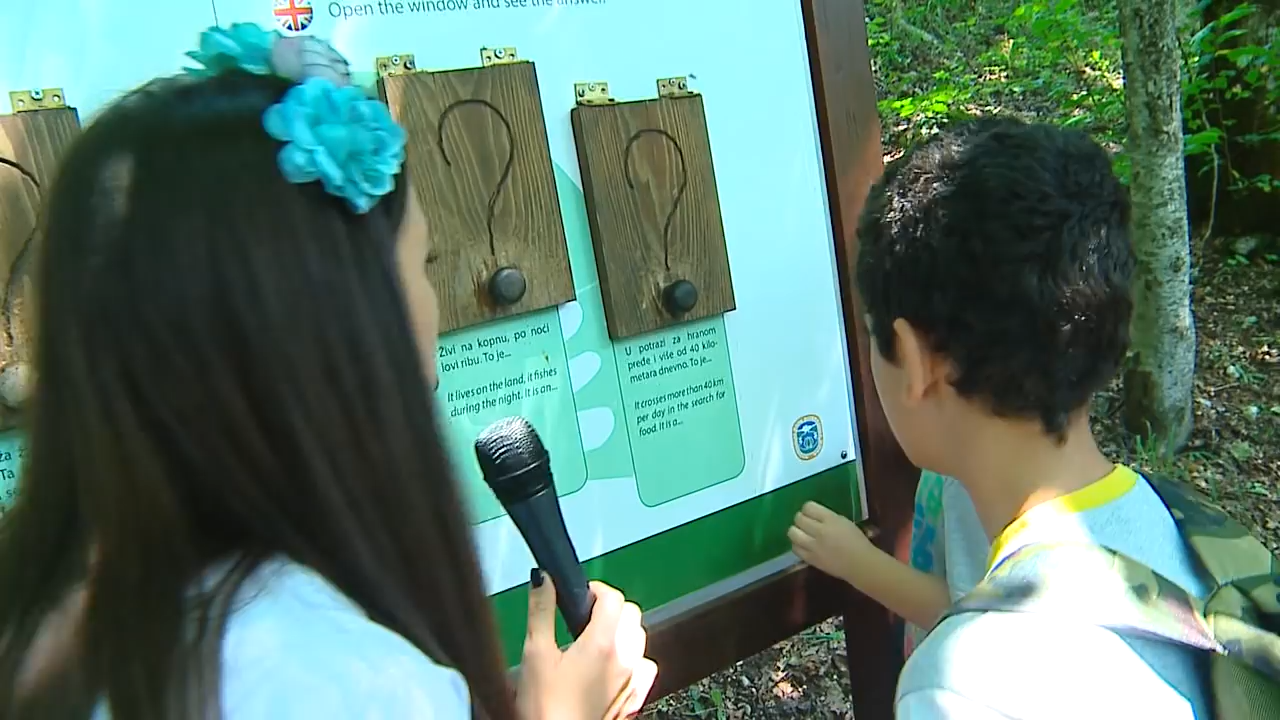 Open the window and see the answer.
Živi na kopnu, po noći
lovi ribu. To je...
It lives on the land, it fishes
during the night. It is an...
U potrazi za hranom
pređe i više od 40 kilo-
metara dnevno. To je...
It crosses more than 40 km
per day in the search for
food. It is a...